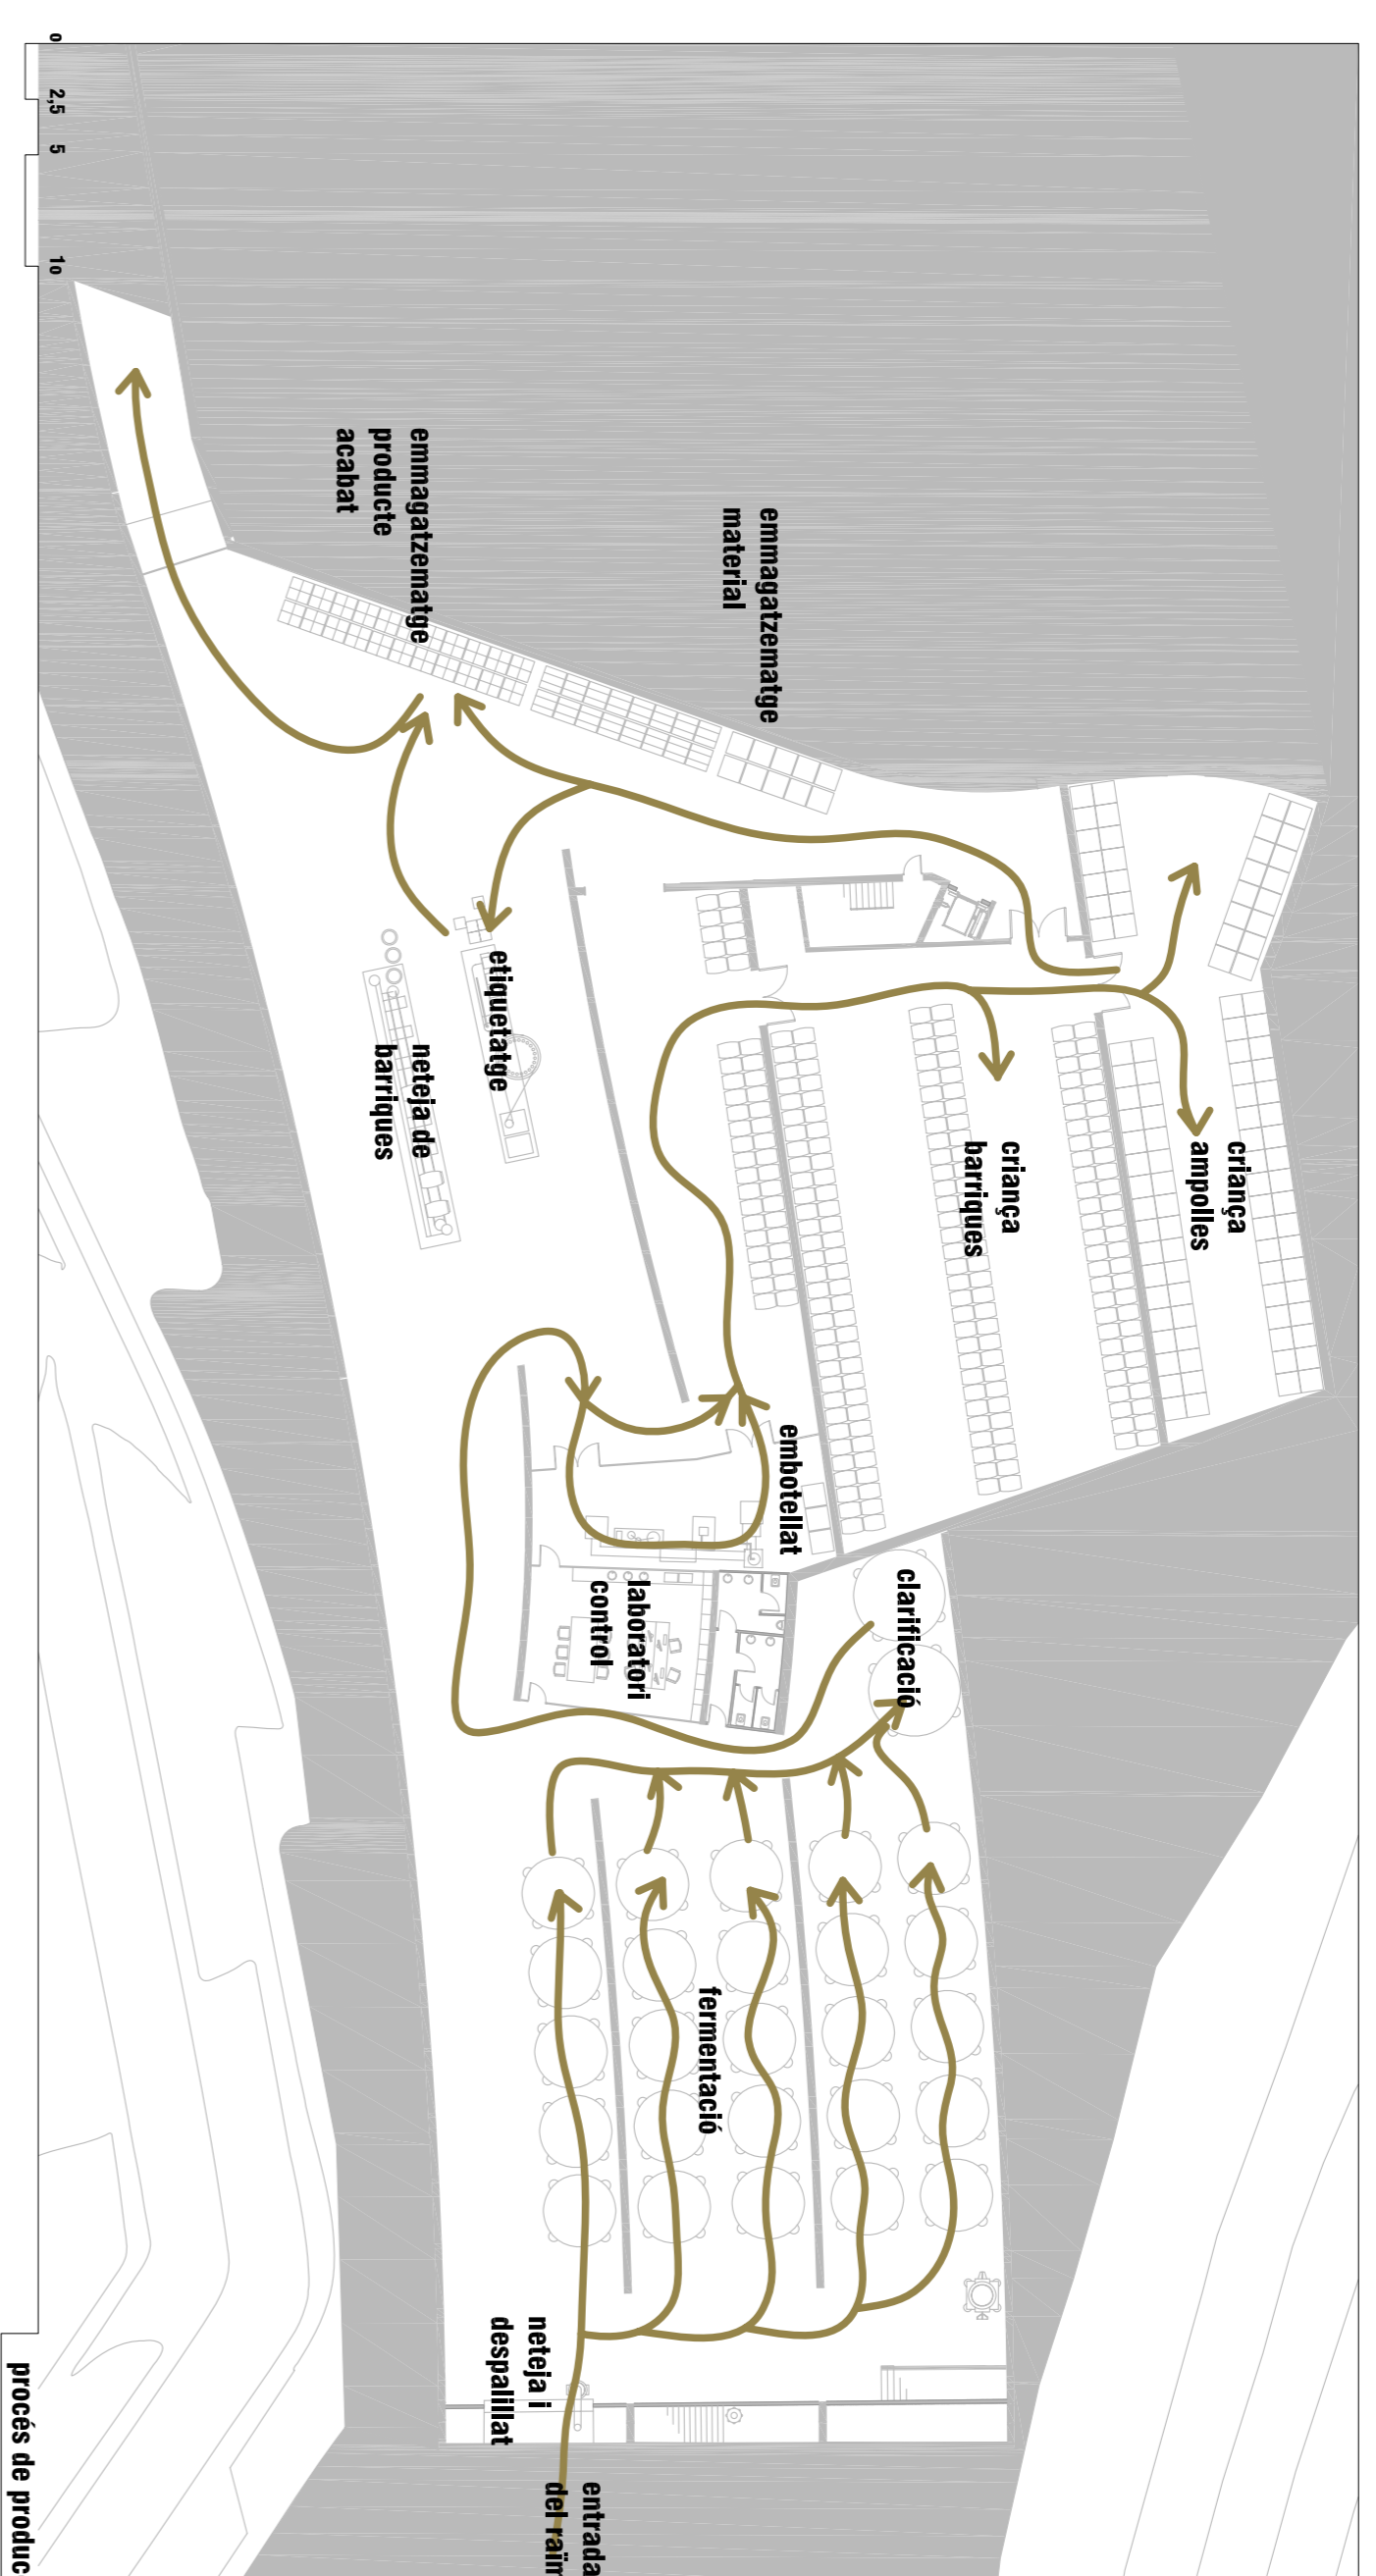 0
2,5
5
10
emmagatzematge
producte
acabat
emmagatzematge
material
etiquetatge
neteja de
barriques
criança
barriques
criança
ampolles
embotellat
laboratori
control
clarificació
fermentació
neteja i
despalillat
entrada
del raïm
procés de produc